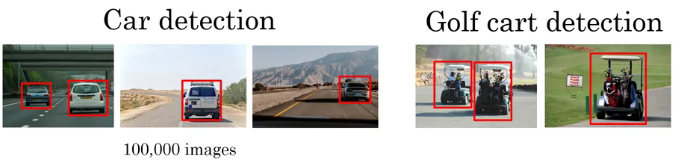 Car detection
Golf cart detection
100,000 images